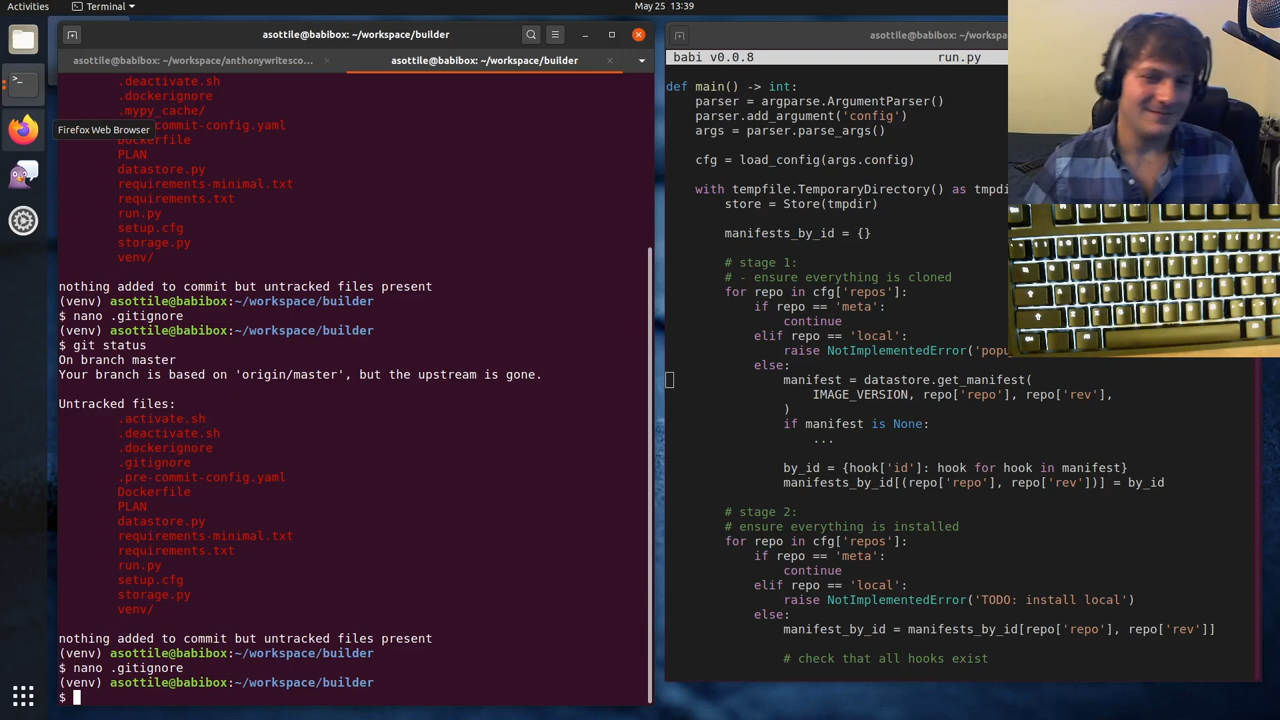 Activities
Terminal
May 25 13:39
asottile@babibox: ~/workspace/builder
asottile@babibox: ~/workspace/anthonywritesco…
asottile@babibox: ~/workspace/builder
.deactivate.sh
.dockerignore
.mypy_cache/
commit-config.yaml
Firefox Web Browser
Dockerfile
PLAN
datastore.py
requirements-minimal.txt
requirements.txt
run.py
setup.cfg
storage.py
venv/
nothing added to commit but untracked files present
(venv) asottile@babibox:~/workspace/builder
$ nano .gitignore
(venv) asottile@babibox:~/workspace/builder
$ git status
On branch master
Your branch is based on 'origin/master', but the upstream is gone.
Untracked files:
.activate.sh
.deactivate.sh
.dockerignore
.gitignore
.pre-commit-config.yaml
Dockerfile
PLAN
datastore.py
requirements-minimal.txt
requirements.txt
run.py
setup.cfg
storage.py
venv/
nothing added to commit but untracked files present
(venv) asottile@babibox:~/workspace/builder
$ nano .gitignore
(venv) asottile@babibox:~/workspace/builder
$
asottile@babibox: ~/workspa
babi v0.0.8 run.py
def main() -> int:
parser = argparse.ArgumentParser()
parser.add_argument('config')
args = parser.parse_args()
cfg = load_config(args.config)
with tempfile.TemporaryDirectory() as tmpdi
store = Store(tmpdir)
manifests_by_id = {}
# stage 1:
# - ensure everything is cloned
for repo in cfg['repos']:
if repo == 'meta':
continue
elif repo == 'local':
raise NotImplementedError('popu
else:
manifest = datastore.get_manifest(
IMAGE_VERSION, repo['repo'], repo['rev'],
)
if manifest is None:
...
by_id = {hook['id']: hook for hook in manifest}
manifests_by_id[(repo['repo'], repo['rev'])] = by_id
# stage 2:
# ensure everything is installed
for repo in cfg['repos']:
if repo == 'meta':
continue
elif repo == 'local':
raise NotImplementedError('TODO: install local')
else:
manifest_by_id = manifests_by_id[repo['repo'], repo['rev']]
# check that all hooks exist